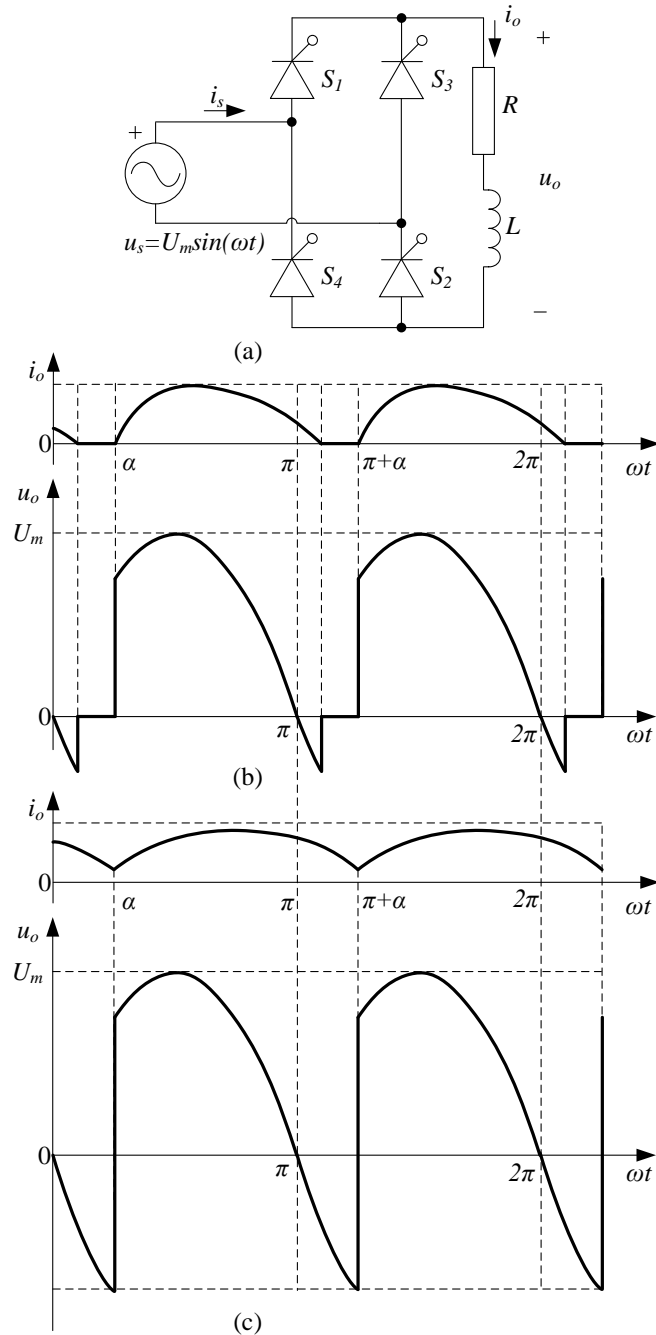 i_o
+
S_1
S_3
i_s
R
+
u_o
u_s=U_m sin(ωt)
L
S_4
S_2
–
(a)
i_o
0
α
π
π+α
2π
ωt
u_o
U_m
0
π
2π
ωt
(b)
i_o
0
α
π
π+α
2π
ωt
u_o
U_m
0
π
2π
ωt
(c)